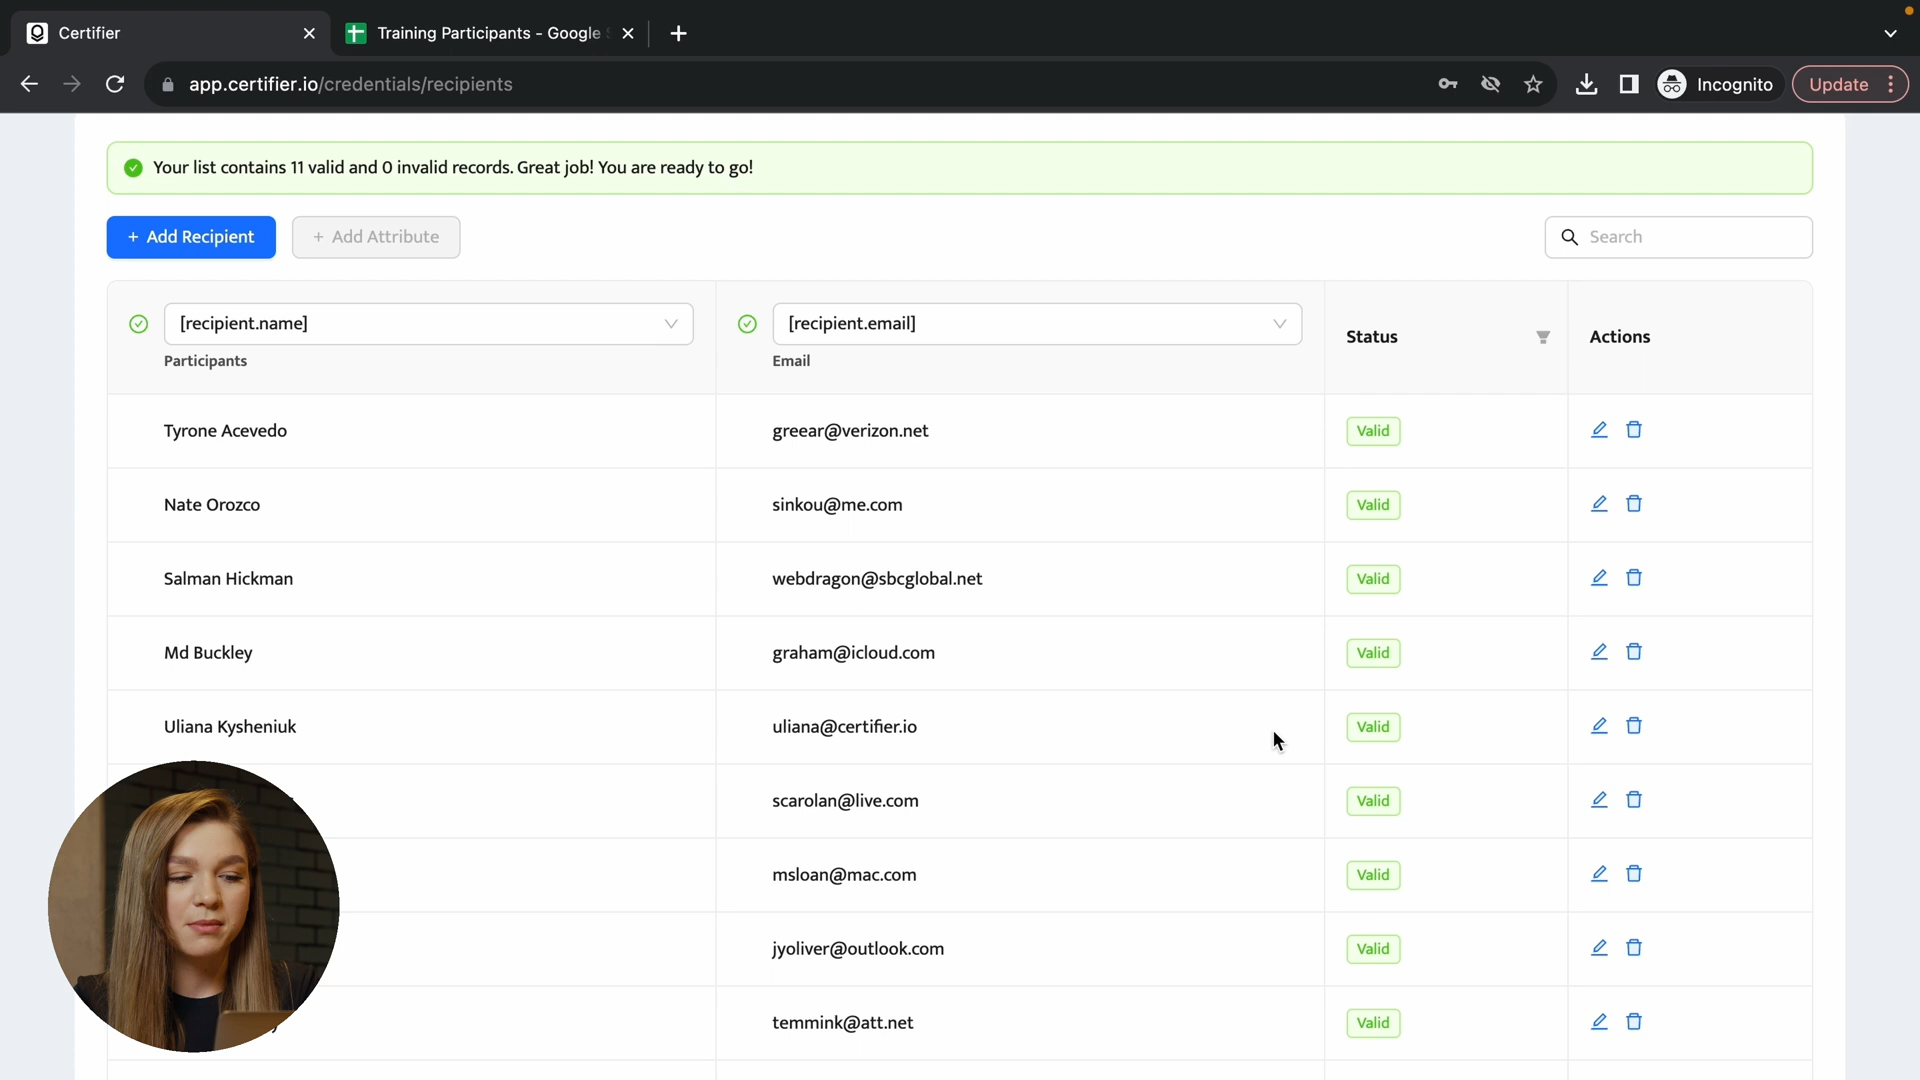 Certifier
Training Participants - Google
app.certifier.io/credentials/recipients
Incognito
Update
Your list contains 11 valid and 0 invalid records. Great job! You are ready to go!
+ Add Recipient
+ Add Attribute
Search
[recipient.name]
Participants
[recipient.email]
Email
Status
Actions
Tyrone Acevedo
greear@verizon.net
Valid
Nate Orozco
sinkou@me.com
Valid
Salman Hickman
webdragon@sbcglobal.net
Valid
Md Buckley
graham@icloud.com
Valid
Uliana Kysheniuk
uliana@certifier.io
Valid
scarolan@live.com
Valid
msloan@mac.com
Valid
jyoliver@outlook.com
Valid
temmink@att.net
Valid